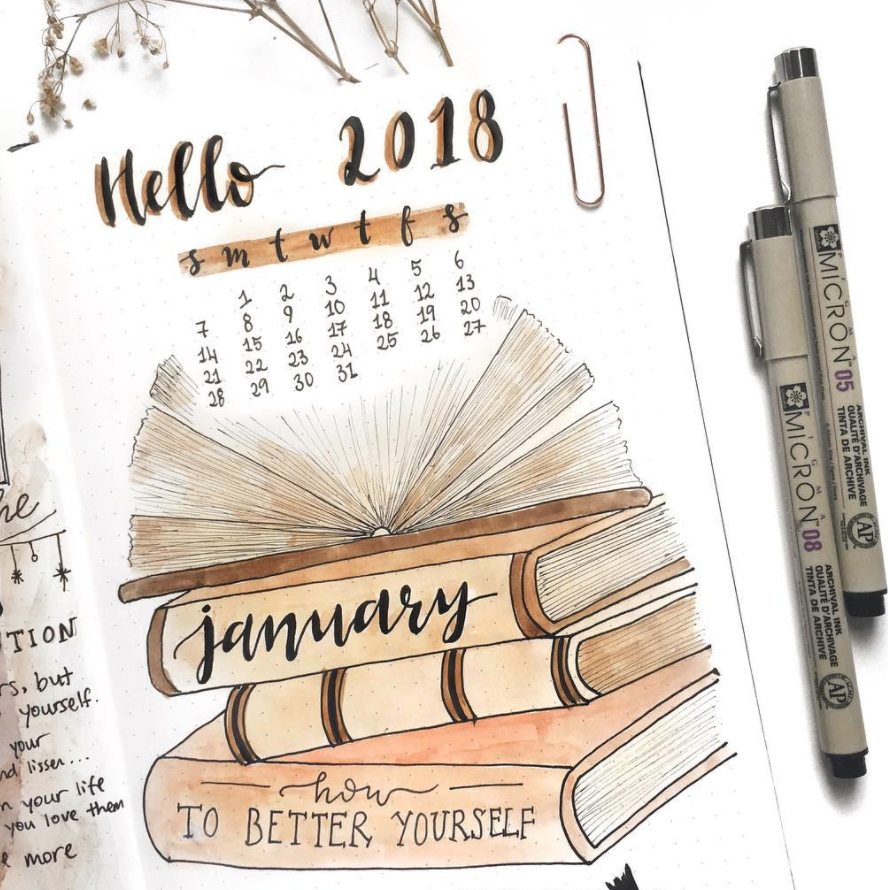 Hello 2018
s m t w t f s
1 2 3 4 5 6
7 8 9 10 11 12 13
14 15 16 17 18 19 20
21 22 23 24 25 26 27
28 29 30 31
january
how
TO BETTER YOURSELF
he
TION
rs, but
yourself.
your
nd lissen...
n your life
you love them
e more
MICRON 05
ARCHIVAL INK
QUALITÉ D'ARCHIVAGE
TINTA DE ARCHIVE
AP
MICRON 08
ARCHIVAL INK
QUALITÉ D'ARCHIVAGE
TINTA DE ARCHIVE
AP